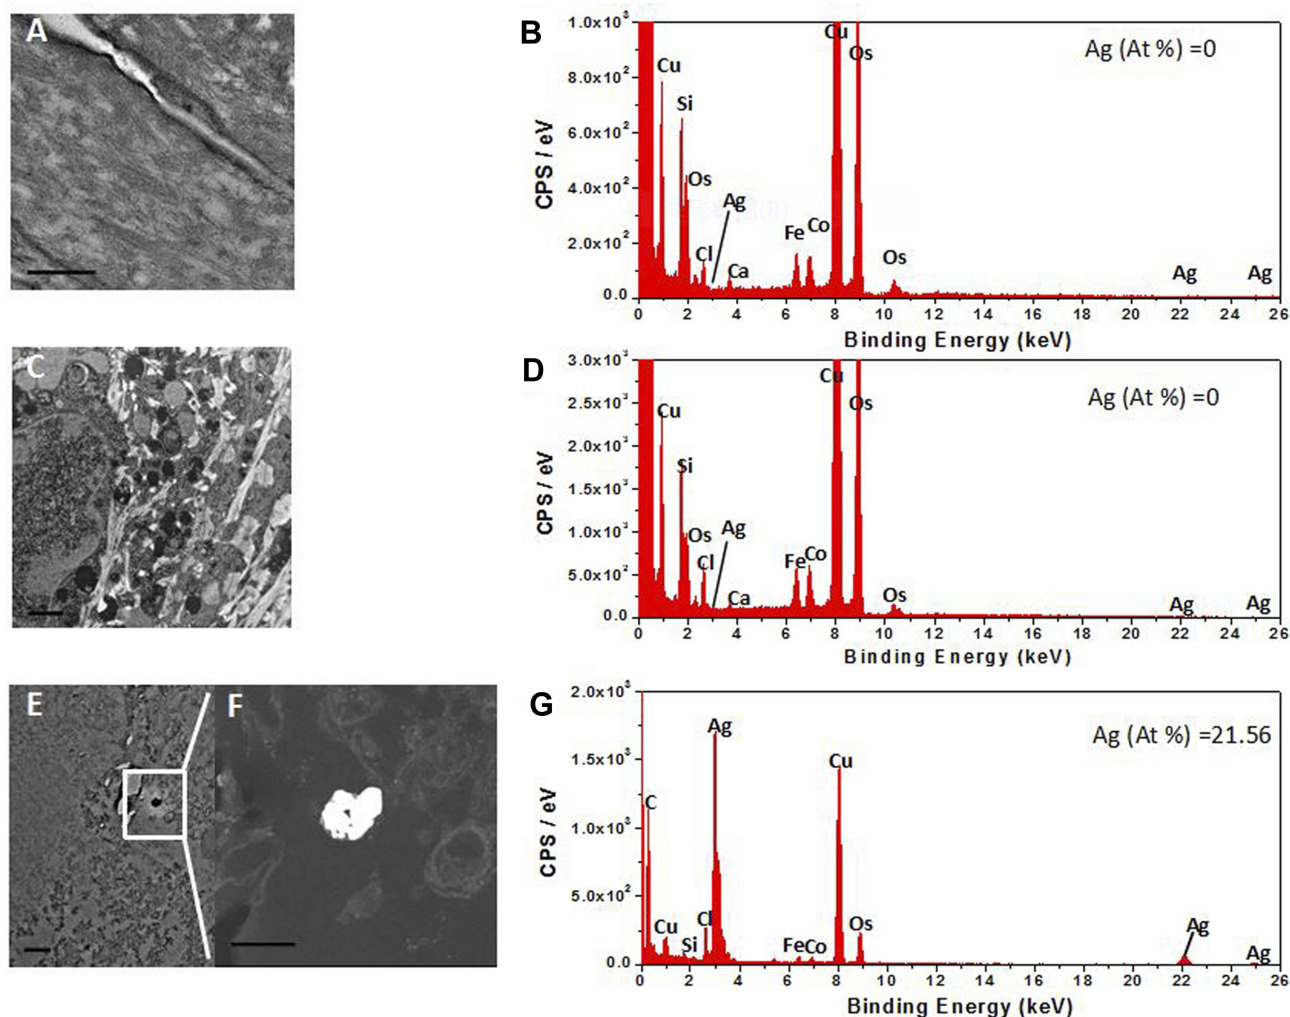 A
B
1.0x10³
8.0x10²
6.0x10²
4.0x10²
2.0x10²
0.0
CPS / eV
Cu
Si
Os
Ag
Cl
Ca
Fe
Co
Cu
Os
Os
Ag
Ag
Ag (At %) =0
0 2 4 6 8 10 12 14 16 18 20 22 24 26
Binding Energy (keV)
C
D
3.0x10³
2.5x10³
2.0x10³
1.5x10³
1.0x10³
5.0x10²
0.0
CPS / eV
Cu
Si
Os
Ag
Cl
Ca
Fe
Co
Cu
Os
Os
Ag
Ag
Ag (At %) =0
0 2 4 6 8 10 12 14 16 18 20 22 24 26
Binding Energy (keV)
E
F
G
2.0x10³
1.5x10³
1.0x10³
5.0x10²
0.0
CPS / eV
C
Cu
Si
Cl
Ag
Fe
Co
Cu
Os
Ag
Ag
Ag (At %) =21.56
0 2 4 6 8 10 12 14 16 18 20 22 24 26
Binding Energy (keV)